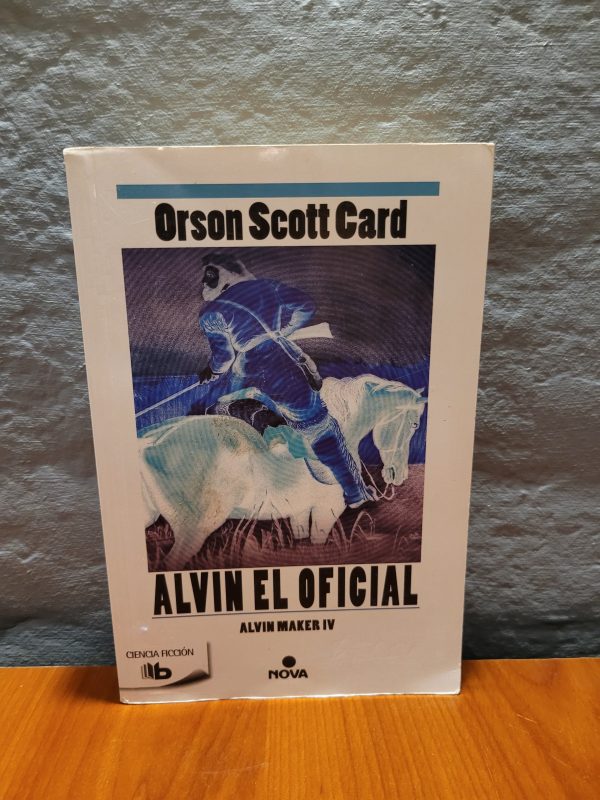 Orson Scott Card
ALVIN EL OFICIAL
ALVIN MAKER IV
CIENCIA FICCIÓN
b
NOVA